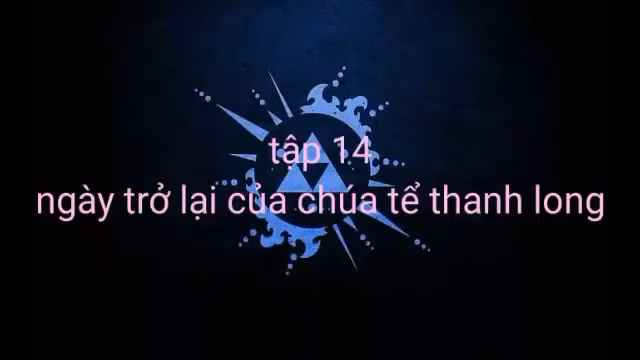 tập 14
ngày trở lại của chúa tể thanh long